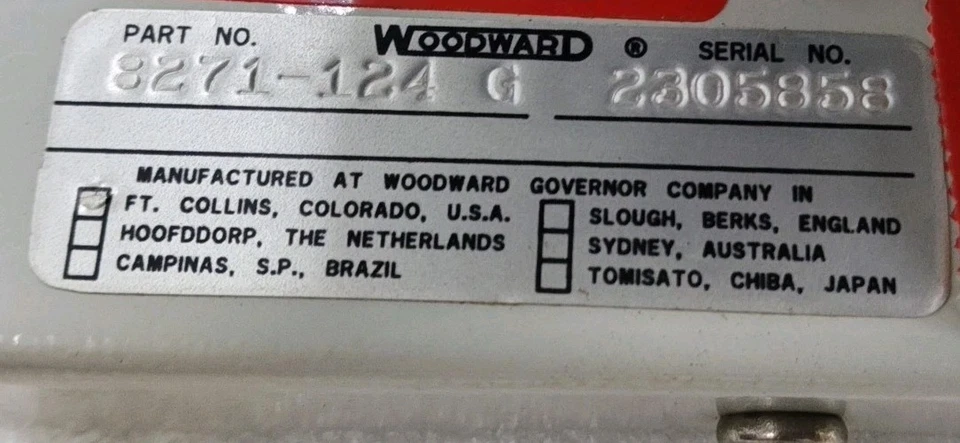 PART NO. WOODWARD ® SERIAL NO.
8271-124 G 2305858
MANUFACTURED AT WOODWARD GOVERNOR COMPANY IN
FT. COLLINS, COLORADO, U.S.A.
HOOFDDORP, THE NETHERLANDS
CAMPINAS, S.P., BRAZIL
SLOUGH, BERKS, ENGLAND
SYDNEY, AUSTRALIA
TOMISATO, CHIBA, JAPAN